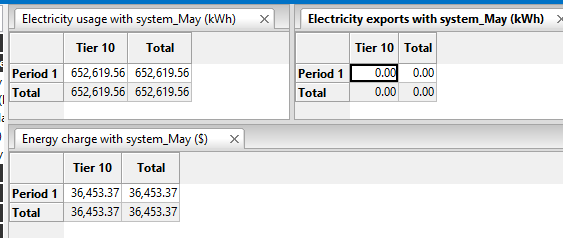 Electricity usage with system_May (kWh)
Electricity exports with system_May (kWh)
Tier 10 Total
Period 1 652,619.56 652,619.56
Total 652,619.56 652,619.56
Tier 10 Total
Period 1 0.00 0.00
Total 0.00 0.00
Energy charge with system_May ($)
Tier 10 Total
Period 1 36,453.37 36,453.37
Total 36,453.37 36,453.37